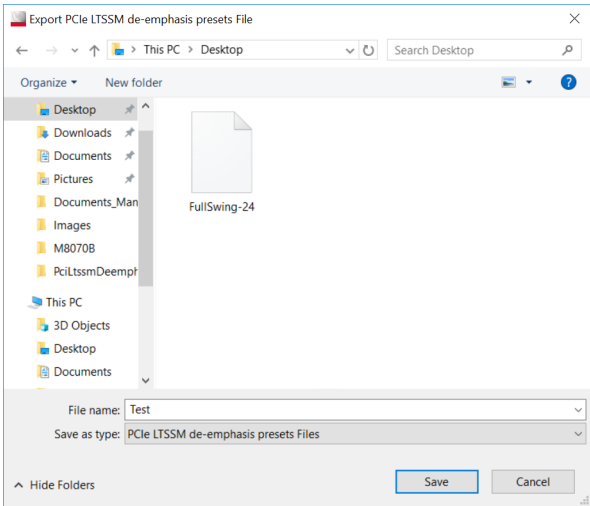 Export PCIe LTSSM de-emphasis presets File
This PC > Desktop
Search Desktop
Organize
New folder
?
Desktop
Downloads
Documents
Pictures
Documents_Man
Images
M8070B
PciLtssmDeemph
This PC
3D Objects
Desktop
Documents
FullSwing-24
File name: Test
Save as type: PCIe LTSSM de-emphasis presets Files
Hide Folders
Save
Cancel